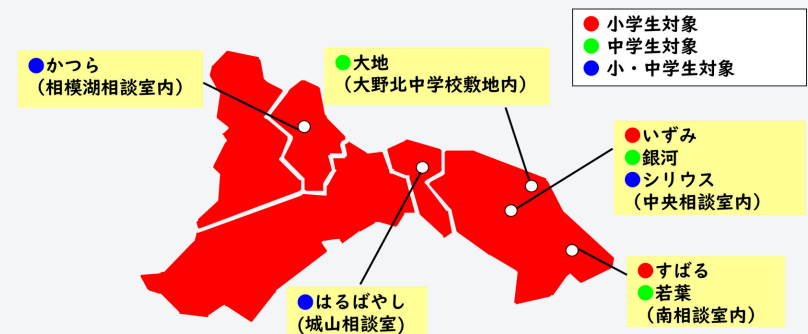 ●小学生対象
●中学生対象
●小・中学生対象
●かつら
（相模湖相談室内）
●大地
（大野北中学校敷地内）
●いずみ
●銀河
●シリウス
（中央相談室内）
●はるばやし
(城山相談室)
●すばる
●若葉
（南相談室内）